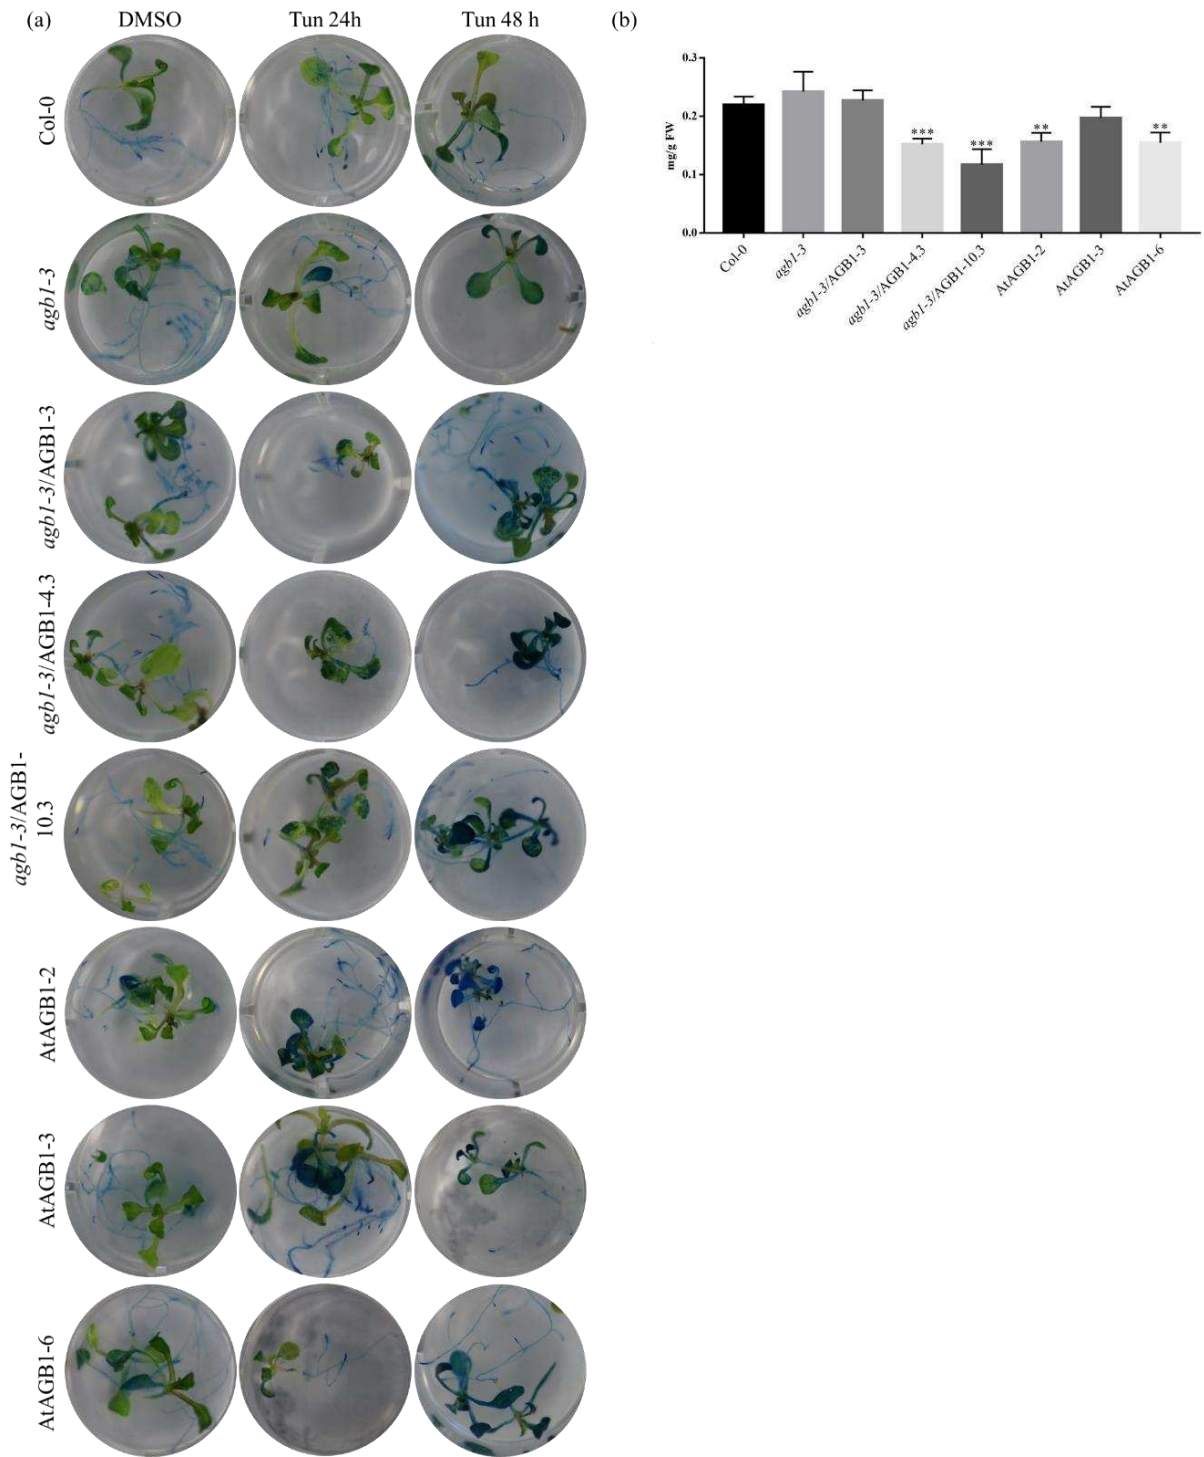 (a)
DMSO
Tun 24h
Tun 48 h
Col-0
agb1-3
agb1-3/AGB1-3
agb1-3/AGB1-4.3
agb1-3/AGB1-
10.3
AtAGB1-2
AtAGB1-3
AtAGB1-6
(b)
mg/g FW
0.3
0.2
0.1
0.0
***
***
**
**
Col-0
agb1-3
agb1-3/AGB1-3
agb1-3/AGB1-4.3
agb1-3/AGB1-10.3
AtAGB1-2
AtAGB1-3
AtAGB1-6